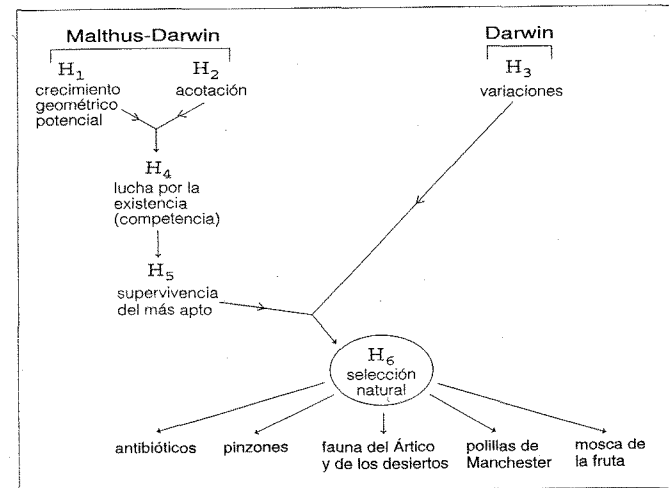 Malthus-Darwin
Darwin
H1
H2
H3
crecimiento
geométrico
potencial
acotación
variaciones
H4
lucha por la
existencia
(competencia)
H5
supervivencia
del más apto
H6
selección
natural
antibióticos
pinzones
fauna del Ártico
y de los desiertos
polillas de
Manchester
mosca de
la fruta